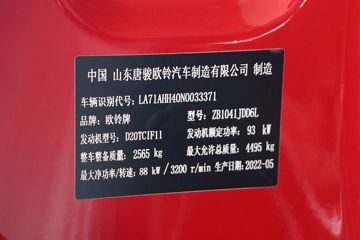 中国 山东唐骏欧铃汽车制造有限公司 制造
车辆识别代号：LA71AHH40N0033371
品牌：欧铃牌 型号：ZB1041JDD6L
发动机型号：D20TCIF11 发动机额定功率：93 kW
整车整备质量：2565 kg 最大允许总质量：4495 kg
最大净功率/转速：88 kW /3200 r/min 生产日期：2022-05